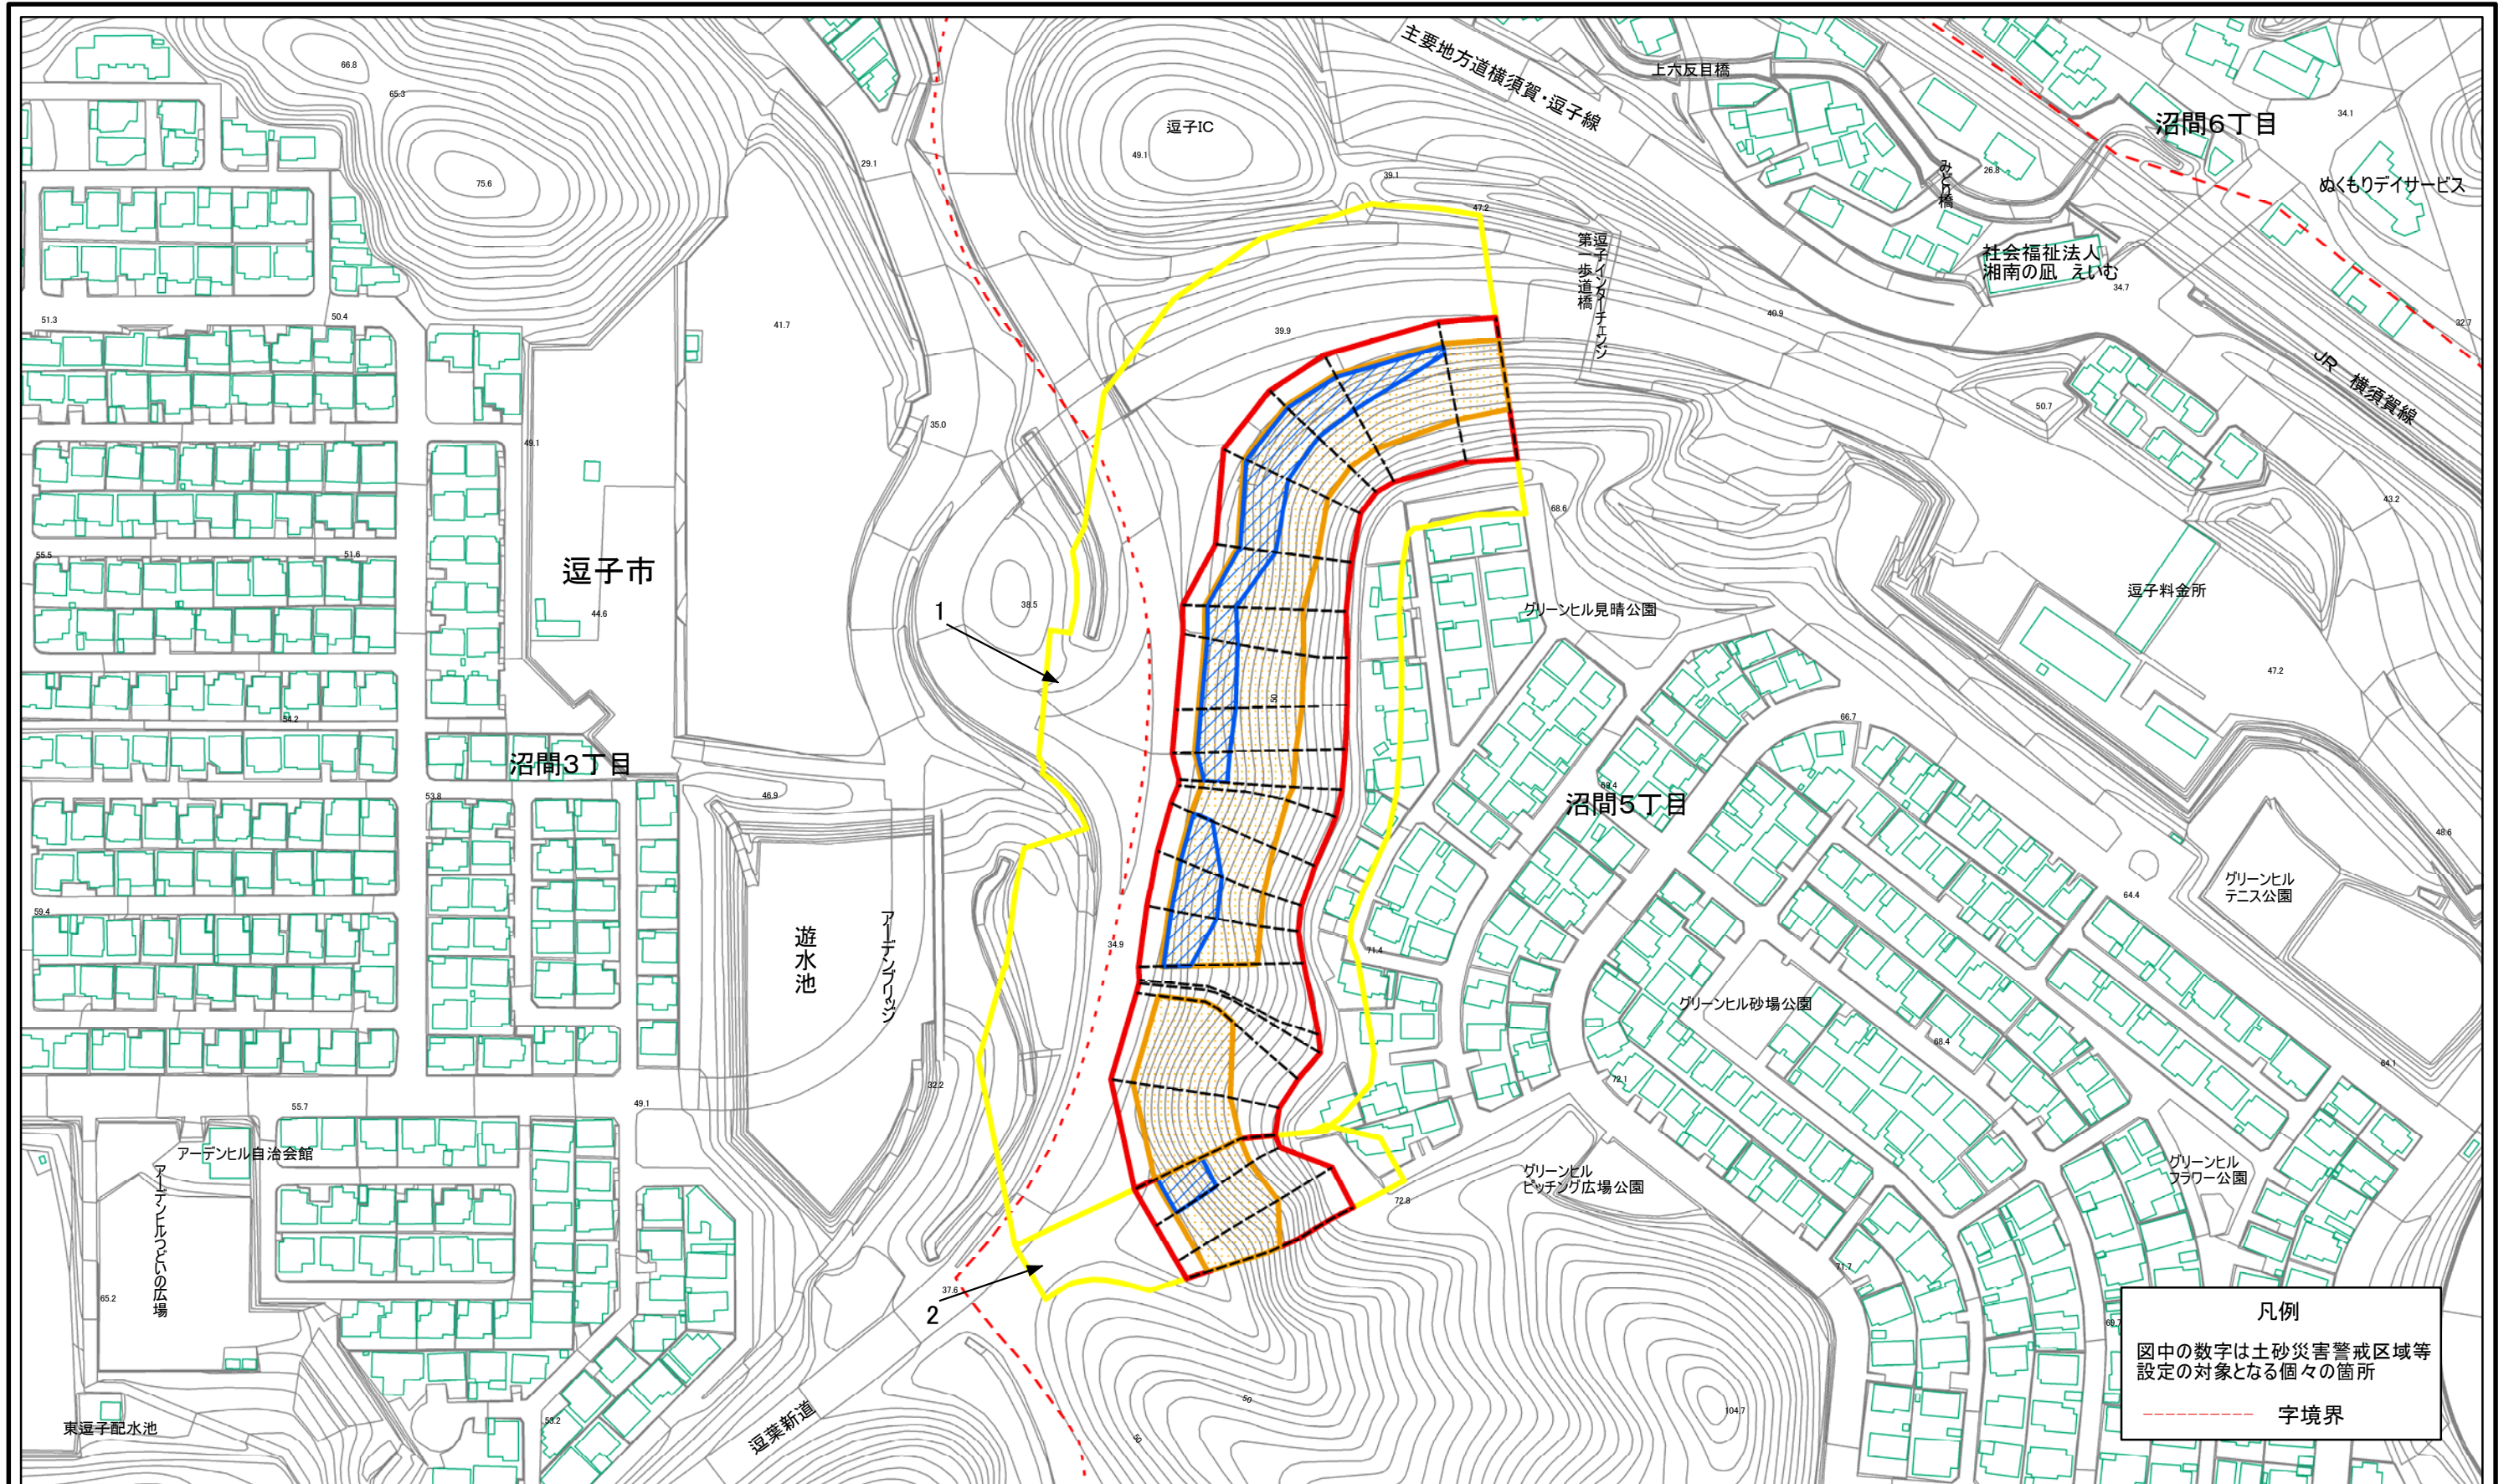 66.8
65.3
75.6
29.1
逗子IC
49.1
39.1
47.2
主要地方道横須賀・逗子線
上六反目橋
沼間6丁目
34.1
26.8
ぬくもりデイサービス
社会福祉法人
湘南の凪 えいむ
34.7
32.7
第一歩道橋
逗子インターチェンジ
40.9
39.9
41.7
51.3
50.4
JR 横須賀線
50.7
35.0
49.1
43.2
68.6
55.5
51.6
逗子市
44.6
38.5
1
グリーンヒル見晴公園
逗子料金所
47.2
50
54.2
66.7
沼間3丁目
69.4
沼間5丁目
53.8
46.9
48.6
グリーンヒル
テニス公園
64.4
59.4
遊水池
アーデンブリッジ
34.9
71.4
グリーンヒル砂場公園
68.4
64.1
32.2
72.1
55.7
49.1
アーデンヒル自治会館
アーデンヒルつどいの広場
グリーンヒル
ピッチング広場公園
72.8
グリーンヒル
フラワー公園
65.2
37.6
2
71.7
69.7
凡例
図中の数字は土砂災害警戒区域等
設定の対象となる個々の箇所
字境界
東逗子配水池
53.2
逗葉新道
50
50
104.7